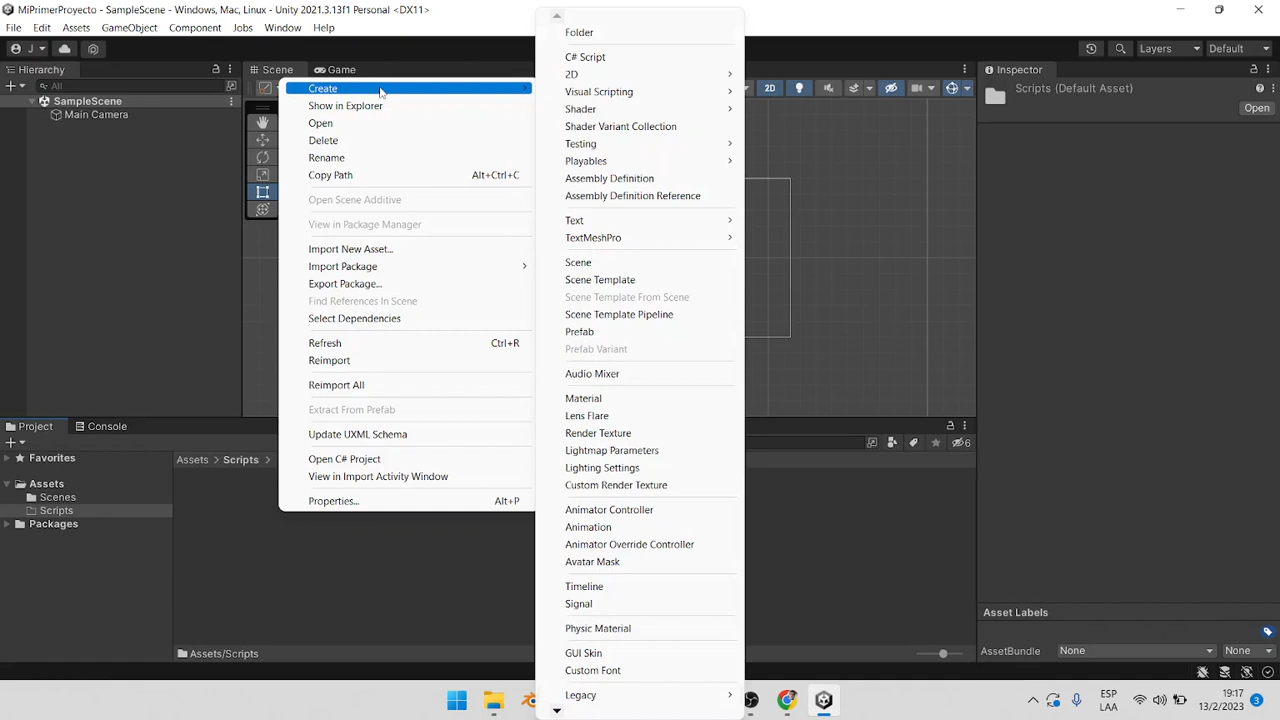 MiPrimerProyecto - SampleScene - Windows, Mac, Linux - Unity 2021.3.13f1 Personal <DX11>
File Edit Assets GameObject Component Jobs Window Help
J Layers Default
Hierarchy Scene Game Inspector
All
SampleScene
Main Camera
2D
Scripts (Default Asset)
Open
Create
Show in Explorer
Open
Delete
Rename
Copy Path Alt+Ctrl+C
Open Scene Additive
View in Package Manager
Import New Asset...
Import Package
Export Package...
Find References In Scene
Select Dependencies
Refresh Ctrl+R
Reimport
Reimport All
Extract From Prefab
Update UXML Schema
Open C# Project
View in Import Activity Window
Properties... Alt+P
Folder
C# Script
2D
Visual Scripting
Shader
Shader Variant Collection
Testing
Playables
Assembly Definition
Assembly Definition Reference
Text
TextMeshPro
Scene
Scene Template
Scene Template From Scene
Scene Template Pipeline
Prefab
Prefab Variant
Audio Mixer
Material
Lens Flare
Render Texture
Lightmap Parameters
Lighting Settings
Custom Render Texture
Animator Controller
Animation
Animator Override Controller
Avatar Mask
Timeline
Signal
Physic Material
GUI Skin
Custom Font
Legacy
Project Console
6
Favorites
Assets
Scenes
Scripts
Packages
Assets > Scripts >
Assets/Scripts
Asset Labels
AssetBundle None None
ESP
LAA
19:17
13/2/2023
3